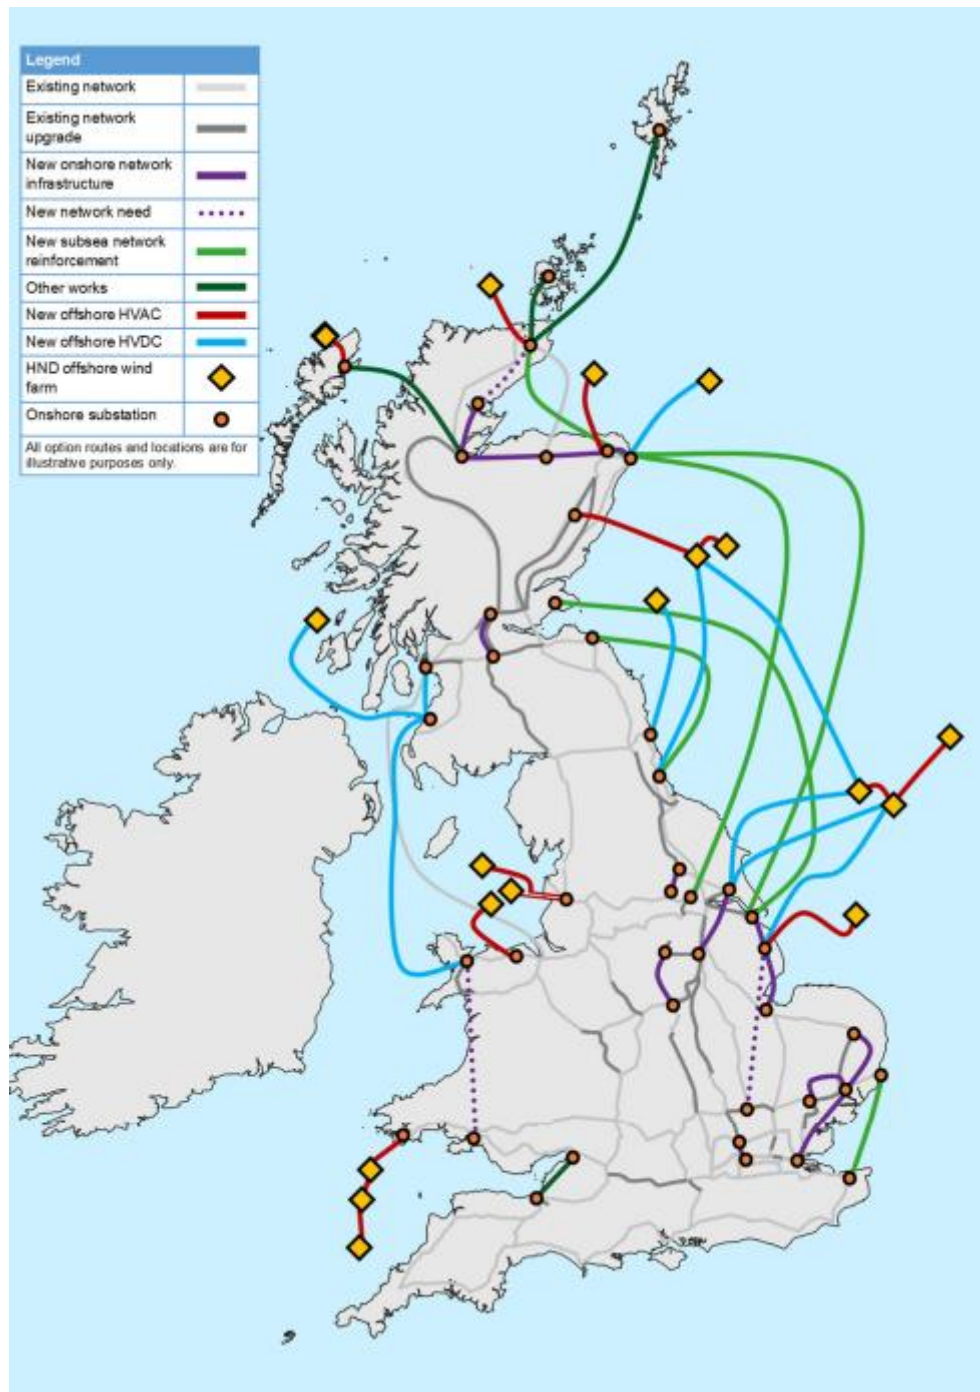 Legend
Existing network
Existing network
upgrade
New onshore network
infrastructure
New network need
New subsea network
reinforcement
Other works
New offshore HVAC
New offshore HVDC
HND offshore wind
farm
Onshore substation
All option routes and locations are for
illustrative purposes only.